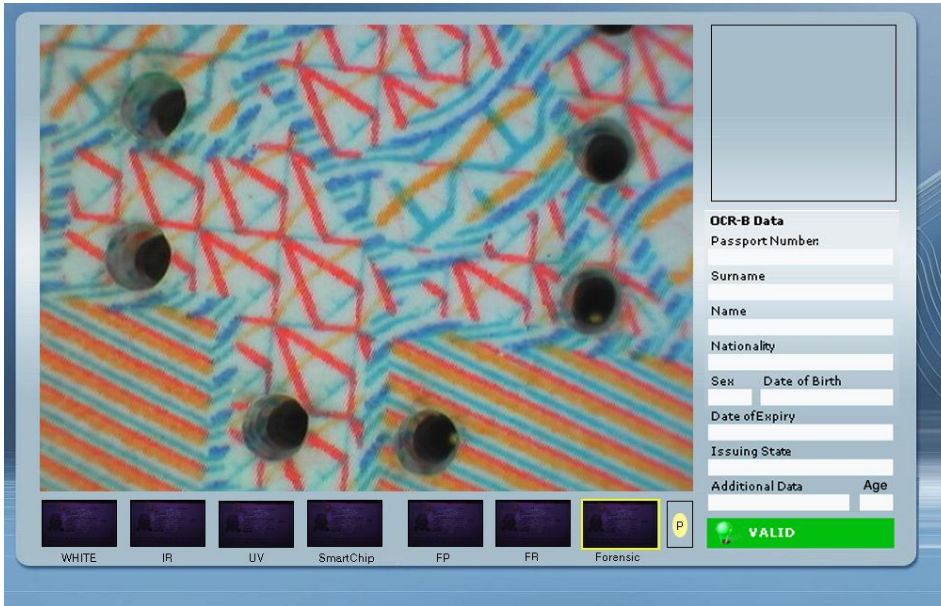 OCR-B Data
Passport Number:
Surname
Name
Nationality
Sex Date of Birth
Date ofExpiry
Issuing State
Additional Data Age
VALID
P
WHITE IR UV SmartChip FP FR Forensic